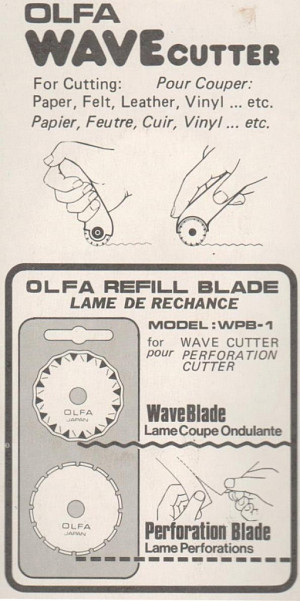 OLFA
WAVE CUTTER
For Cutting: Pour Couper:
Paper, Felt, Leather, Vinyl ... etc.
Papier, Feutre, Cuir, Vinyl ... etc.
OLFA REFILL BLADE
LAME DE RECHANCE
MODEL:WPB-1
for WAVE CUTTER
pour PERFORATION
CUTTER
OLFA
JAPAN
Wave Blade
Lame Coupe Ondulante
OLFA
JAPAN
Perforation Blade
Lame Perforations